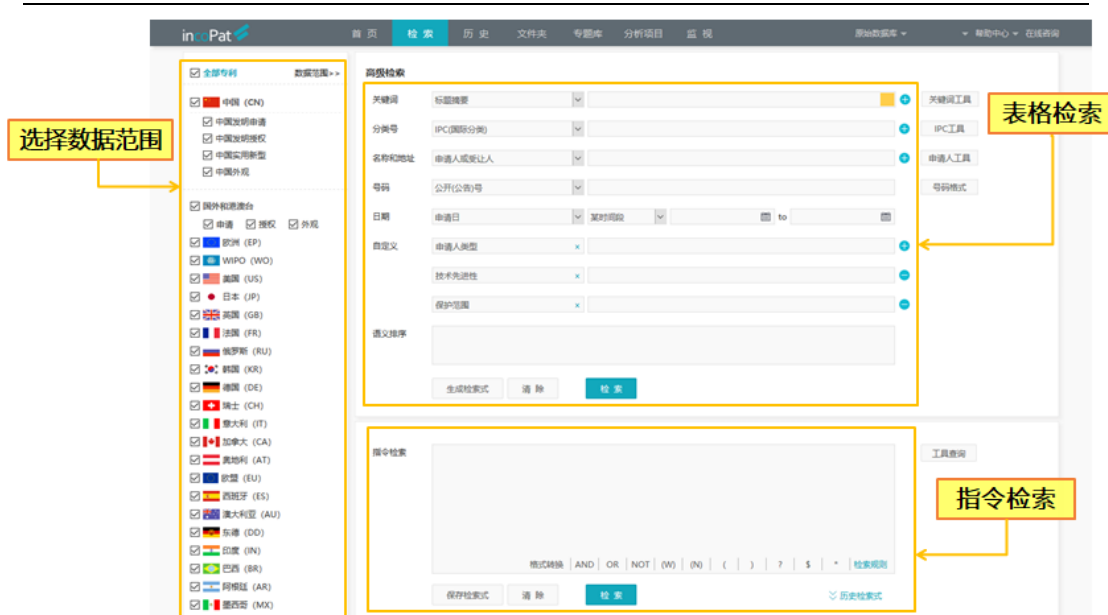 incoPat
首 页 检 索 历 史 文件夹 专题库 分析项目 监 视 原始数据库 帮助中心 在线咨询
全部专利 数据范围>>
中国 (CN)
中国发明申请
中国发明授权
中国实用新型
中国外观
国外和港澳台
申请 授权 外观
欧洲 (EP)
WIPO (WO)
美国 (US)
日本 (JP)
英国 (GB)
法国 (FR)
俄罗斯 (RU)
韩国 (KR)
德国 (DE)
瑞士 (CH)
意大利 (IT)
加拿大 (CA)
奥地利 (AT)
欧盟 (EU)
西班牙 (ES)
澳大利亚 (AU)
东德 (DD)
印度 (IN)
巴西 (BR)
阿根廷 (AR)
墨西哥 (MX)
选择数据范围
高级检索
关键词 标题摘要 关键词工具
分类号 IPC(国际分类) IPC工具
名称和地址 申请人或受让人 申请人工具
号码 公开(公告)号 号码格式
日期 申请日 某时间段 to
自定义 申请人类型
技术先进性
保护范围
语义排序
生成检索式 清 除 检 索
表格检索
指令检索 工具查询
格式转换 AND OR NOT (W) (N) ( ) ? $ * 检索规则
保存检索式 清 除 检 索 历史检索式
指令检索